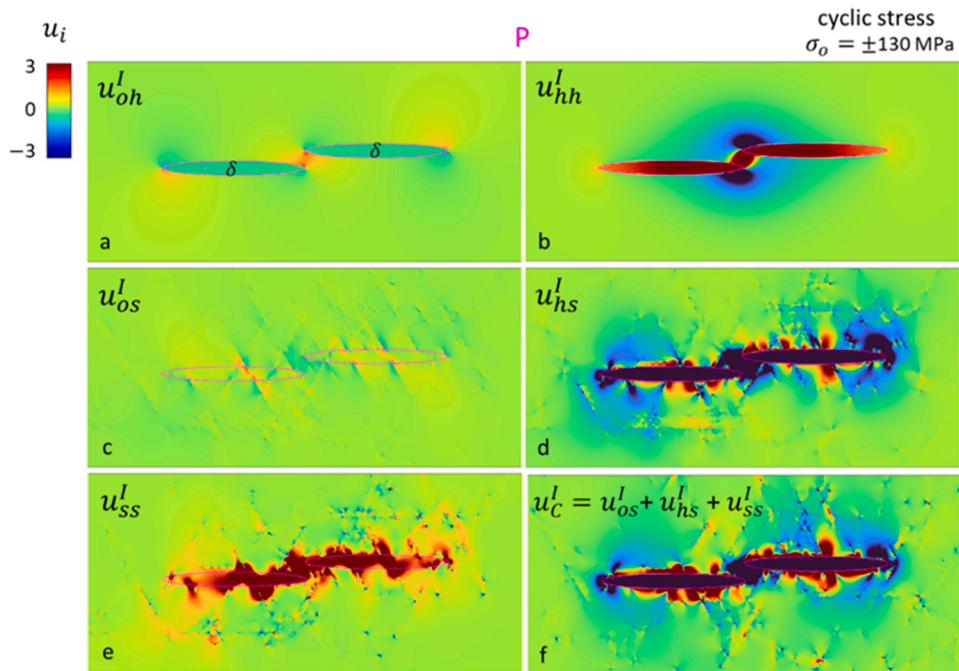 u_i
P
cyclic stress
σ_o = ±130 MPa
3
0
−3
u^I_oh
δ
δ
a
u^I_hh
b
u^I_os
c
u^I_hs
d
u^I_ss
e
u^I_C = u^I_os + u^I_hs + u^I_ss
f